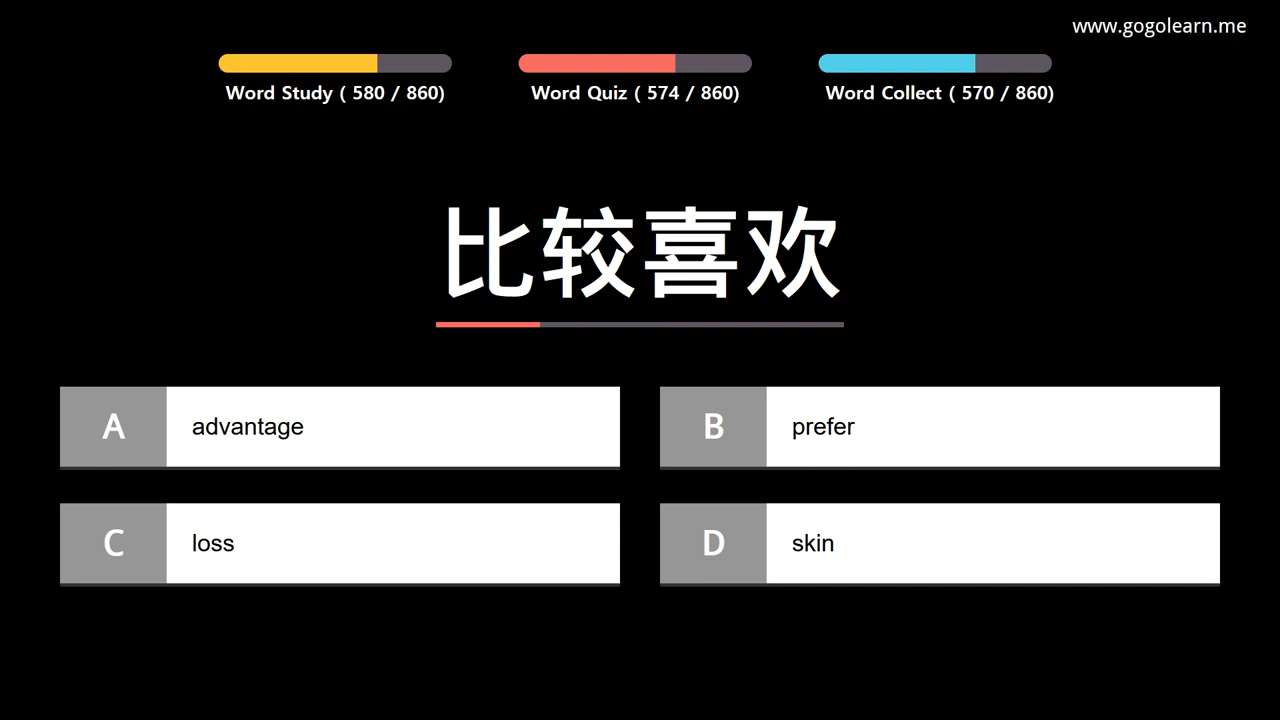 www.gogolearn.me
Word Study ( 580 / 860)
Word Quiz ( 574 / 860)
Word Collect ( 570 / 860)
比较喜欢
A advantage
B prefer
C loss
D skin